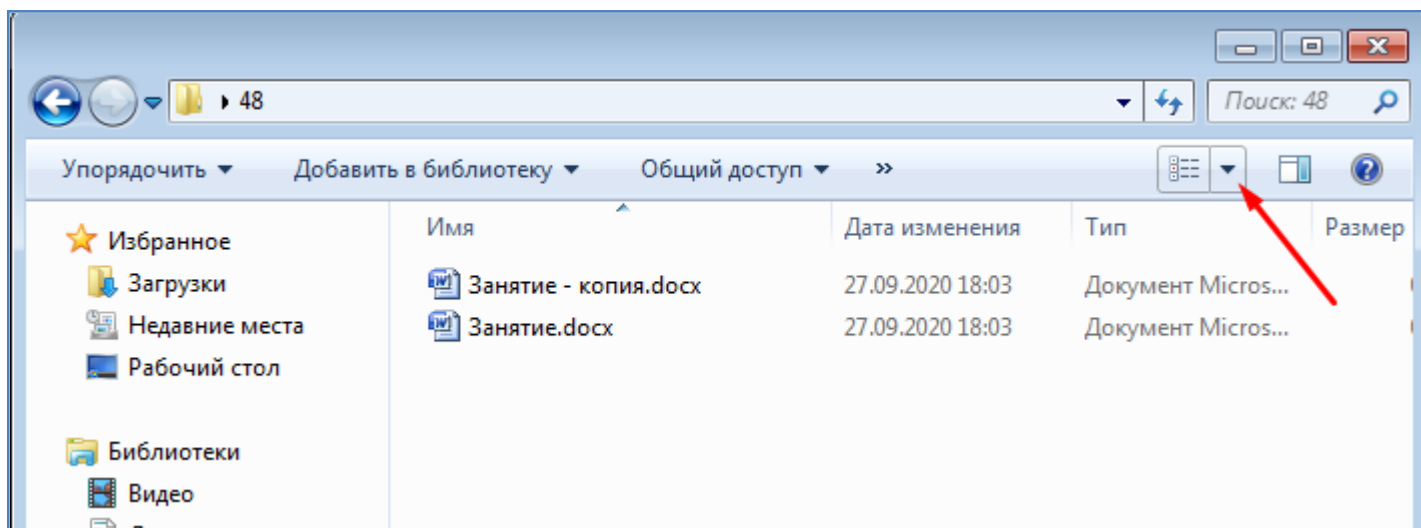 48
Поиск: 48
Упорядочить Добавить в библиотеку Общий доступ »
Избранное
Загрузки
Недавние места
Рабочий стол
Библиотеки
Видео
Имя Дата изменения Тип Размер
Занятие - копия.docx 27.09.2020 18:03 Документ Micros...
Занятие.docx 27.09.2020 18:03 Документ Micros...